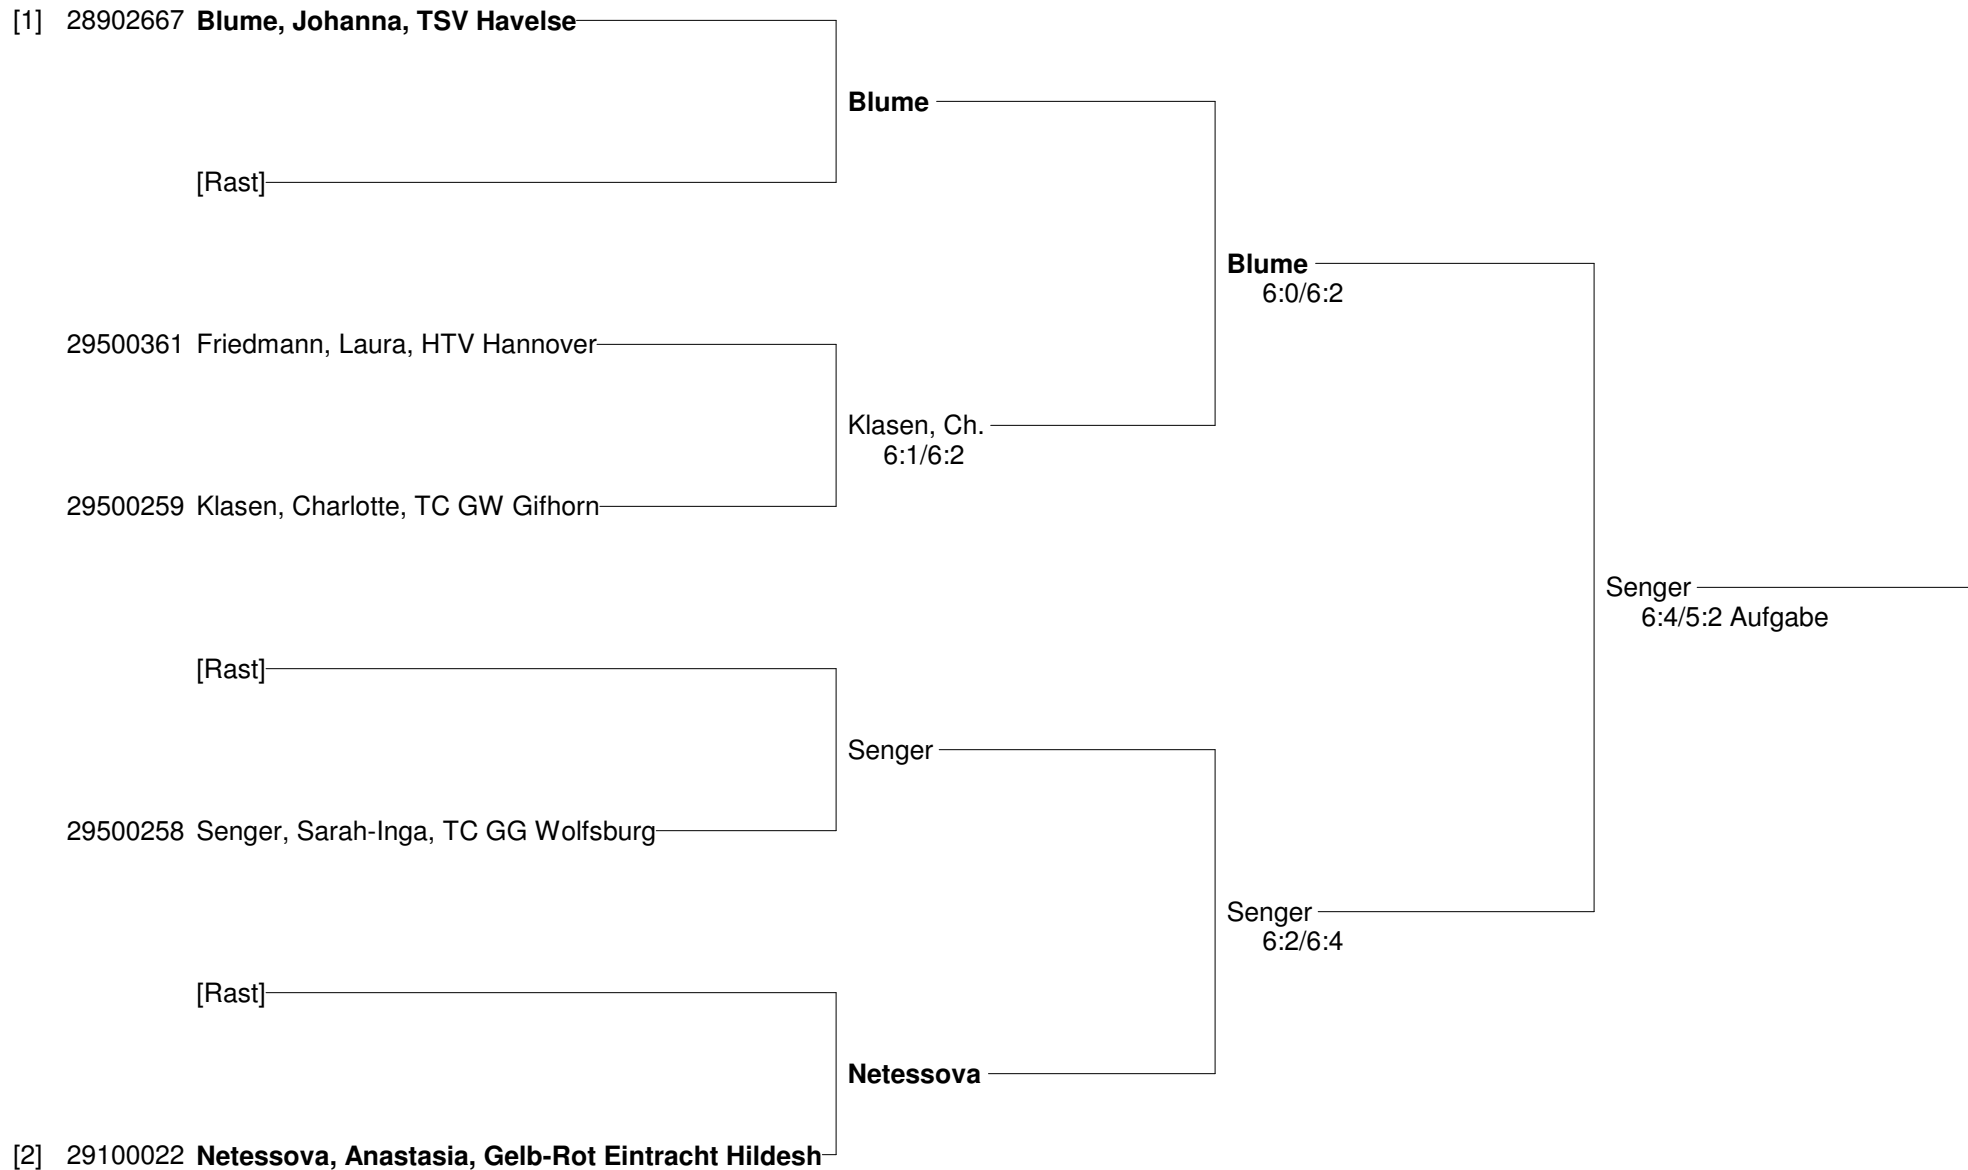 [1] 28902667 Blume, Johanna, TSV Havelse
Blume
[Rast]
Blume
6:0/6:2
29500361 Friedmann, Laura, HTV Hannover
Klasen, Ch.
6:1/6:2
29500259 Klasen, Charlotte, TC GW Gifhorn
Senger
6:4/5:2 Aufgabe
[Rast]
Senger
29500258 Senger, Sarah-Inga, TC GG Wolfsburg
Senger
6:2/6:4
[Rast]
Netessova
[2] 29100022 Netessova, Anastasia, Gelb-Rot Eintracht Hildesh